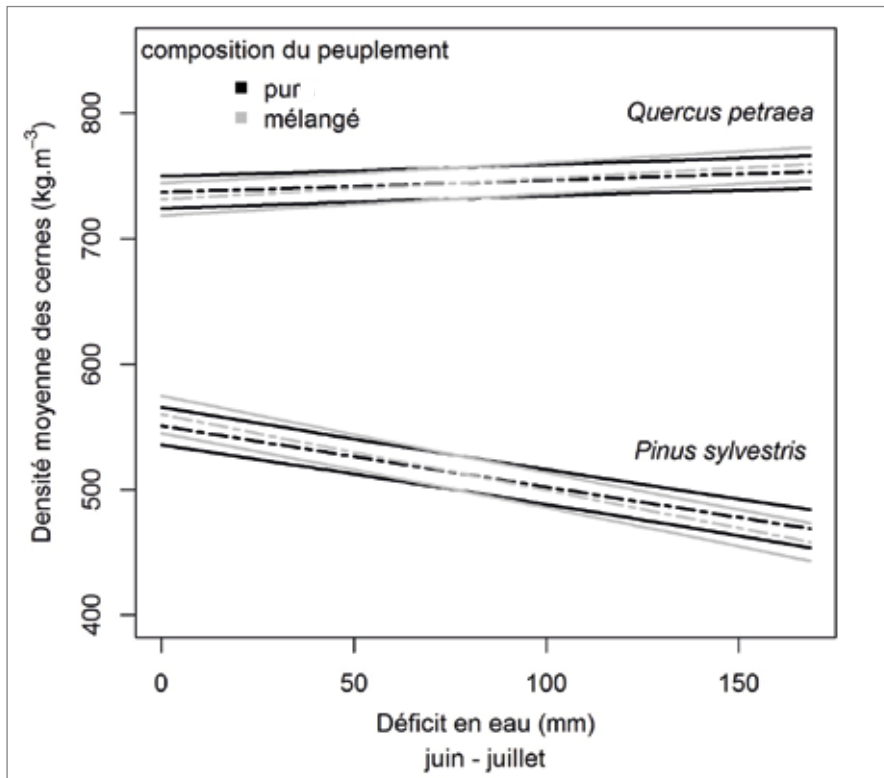 composition du peuplement
pur
mélangé
Quercus petraea
Pinus sylvestris
Densité moyenne des cernes (kg.m⁻³)
800
700
600
500
400
0 50 100 150
Déficit en eau (mm)
juin - juillet